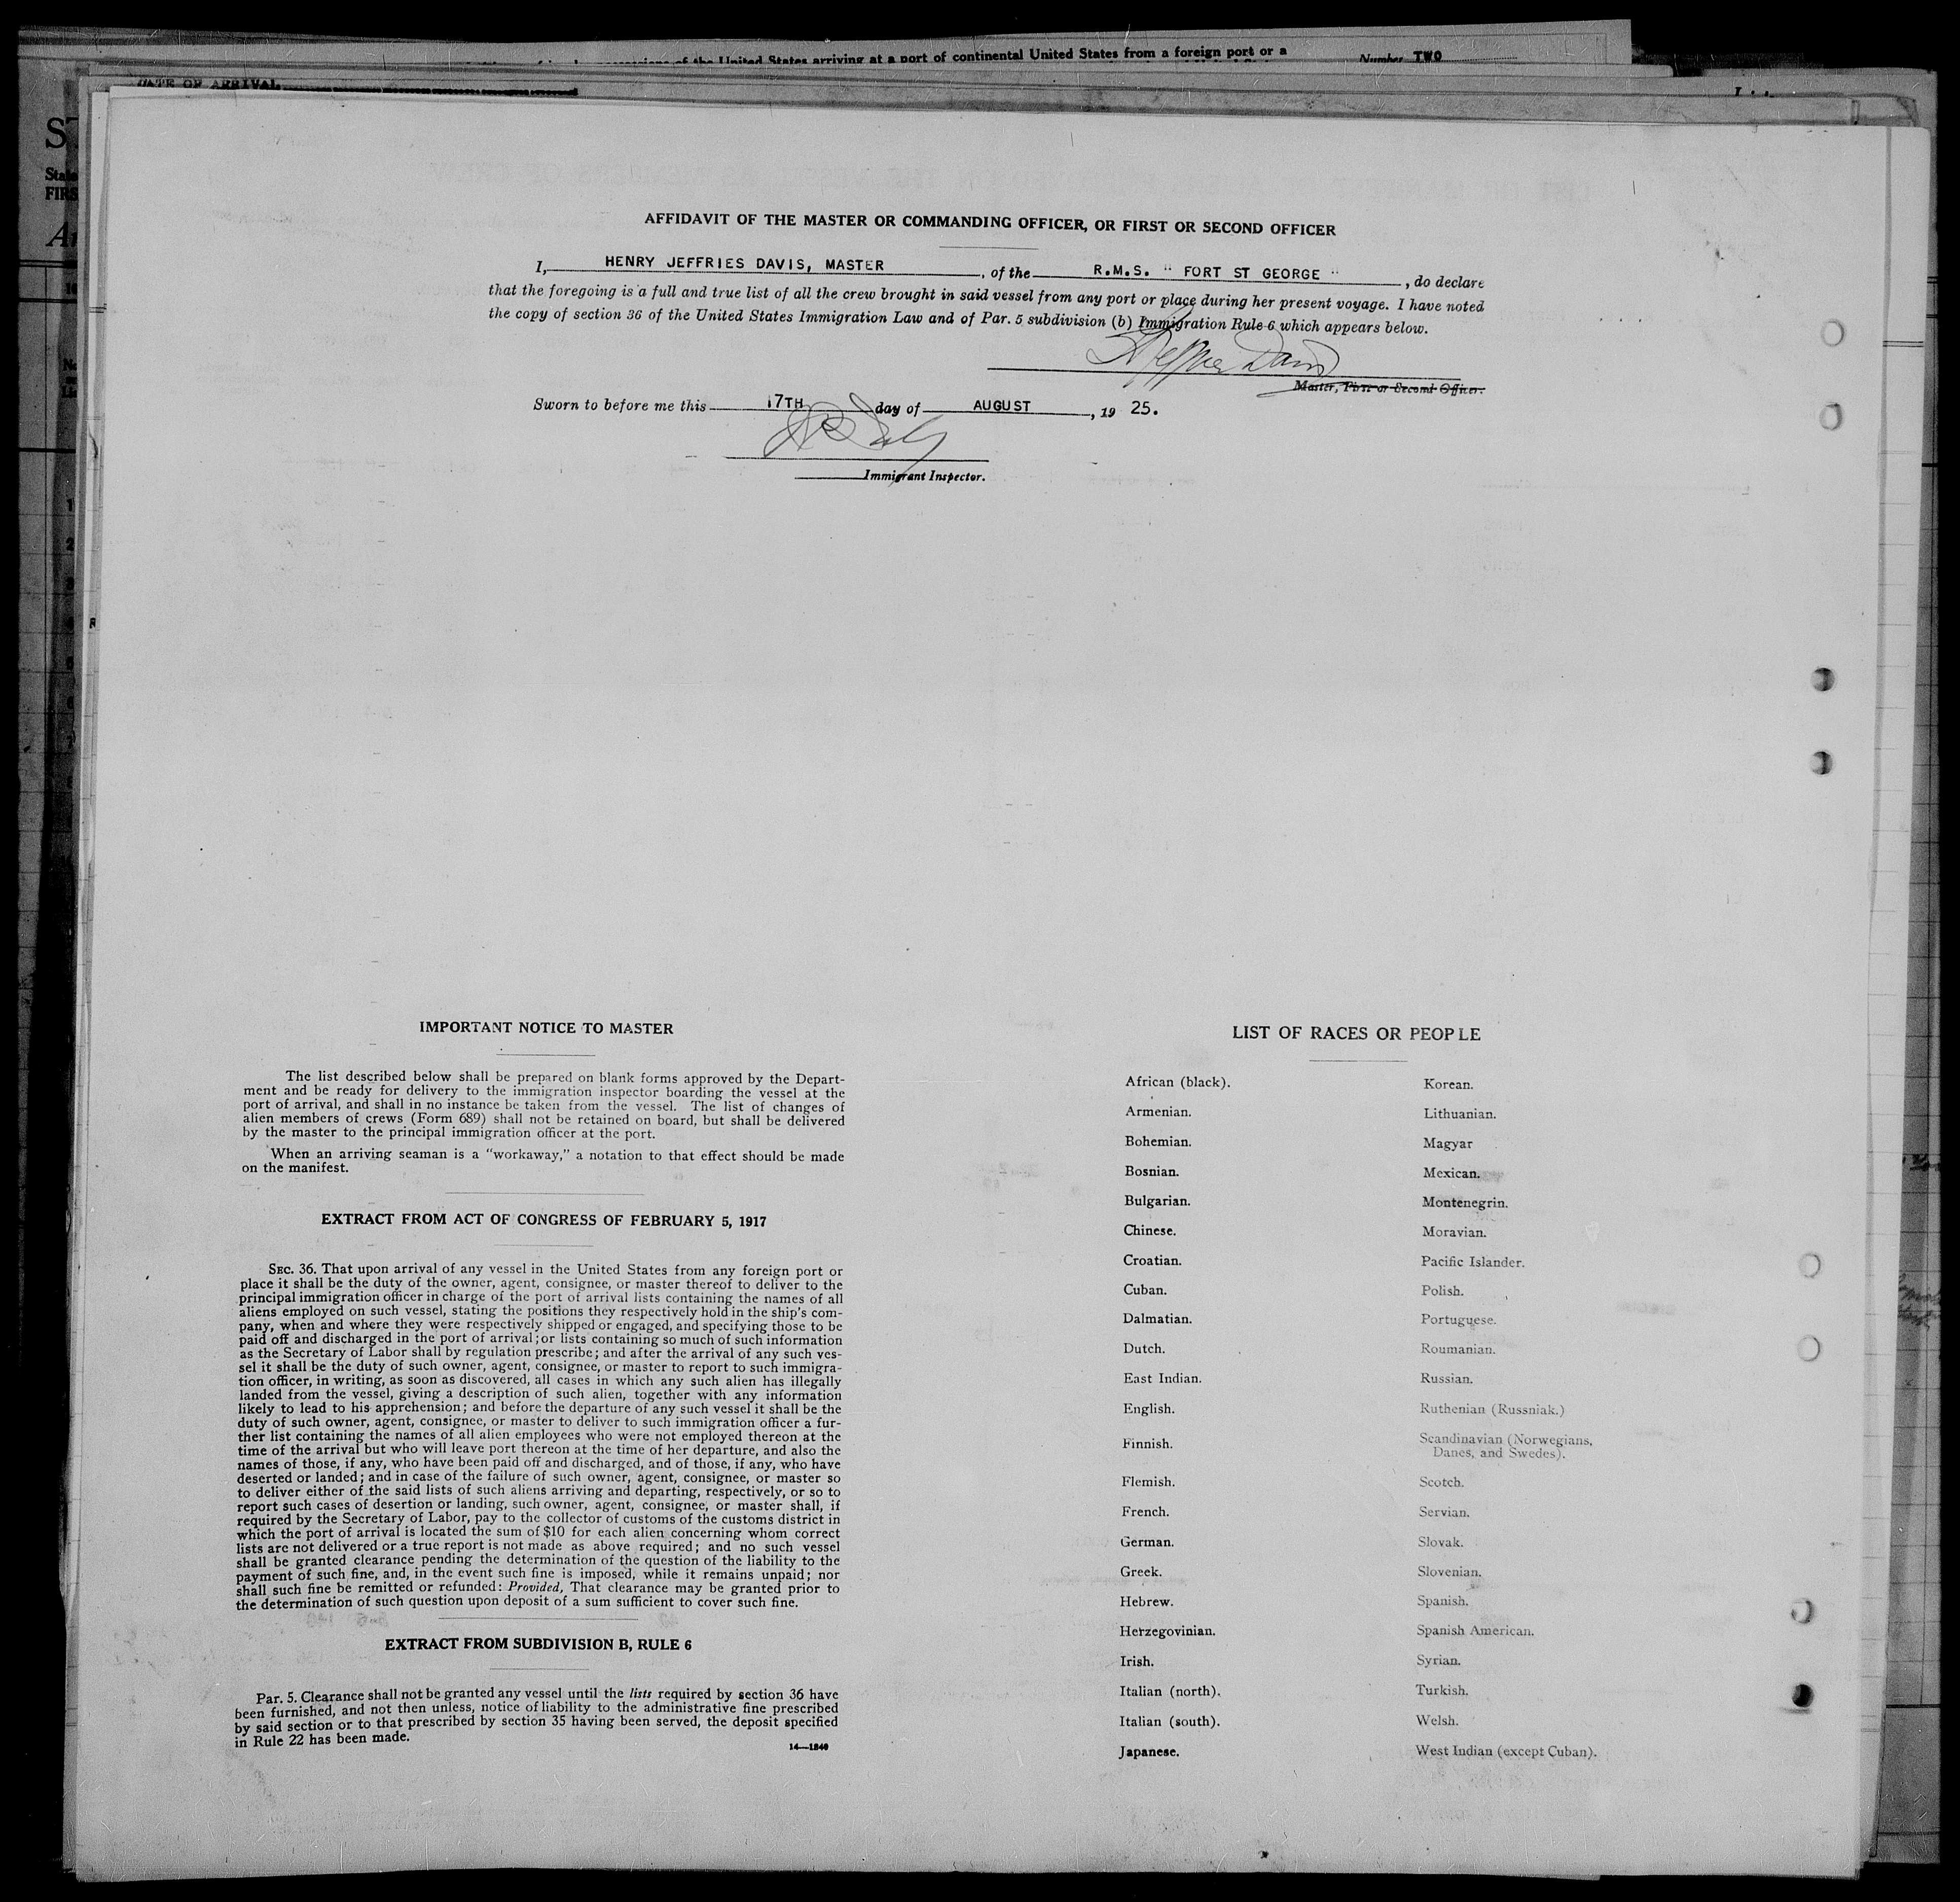 of the United States arriving at a port of continental United States from a foreign port or a
Number TWO
DATE OF ARRIVAL
AFFIDAVIT OF THE MASTER OR COMMANDING OFFICER, OR FIRST OR SECOND OFFICER
I, HENRY JEFFRIES DAVIS, MASTER, of the R.M.S. " FORT ST GEORGE ", do declare
that the foregoing is a full and true list of all the crew brought in said vessel from any port or place during her present voyage. I have noted
the copy of section 36 of the United States Immigration Law and of Par. 5 subdivision (b) Immigration Rule 6 which appears below.
Davis
Master, First or Second Officer.
Sworn to before me this 17TH day of AUGUST, 19 25.
Immigrant Inspector.
IMPORTANT NOTICE TO MASTER
The list described below shall be prepared on blank forms approved by the Depart-
ment and be ready for delivery to the immigration inspector boarding the vessel at the
port of arrival, and shall in no instance be taken from the vessel. The list of changes of
alien members of crews (Form 689) shall not be retained on board, but shall be delivered
by the master to the principal immigration officer at the port.
When an arriving seaman is a "workaway," a notation to that effect should be made
on the manifest.
EXTRACT FROM ACT OF CONGRESS OF FEBRUARY 5, 1917
SEC. 36. That upon arrival of any vessel in the United States from any foreign port or
place it shall be the duty of the owner, agent, consignee, or master thereof to deliver to the
principal immigration officer in charge of the port of arrival lists containing the names of all
aliens employed on such vessel, stating the positions they respectively hold in the ship's com-
pany, when and where they were respectively shipped or engaged, and specifying those to be
paid off and discharged in the port of arrival; or lists containing so much of such information
as the Secretary of Labor shall by regulation prescribe; and after the arrival of any such ves-
sel it shall be the duty of such owner, agent, consignee, or master to report to such immigra-
tion officer, in writing, as soon as discovered, all cases in which any such alien has illegally
landed from the vessel, giving a description of such alien, together with any information
likely to lead to his apprehension; and before the departure of any such vessel it shall be the
duty of such owner, agent, consignee, or master to deliver to such immigration officer a fur-
ther list containing the names of all alien employees who were not employed thereon at the
time of the arrival but who will leave port thereon at the time of her departure, and also the
names of those, if any, who have been paid off and discharged, and of those, if any, who have
deserted or landed; and in case of the failure of such owner, agent, consignee, or master so
to deliver either of the said lists of such aliens arriving and departing, respectively, or so to
report such cases of desertion or landing, such owner, agent, consignee, or master shall, if
required by the Secretary of Labor, pay to the collector of customs of the customs district in
which the port of arrival is located the sum of $10 for each alien concerning whom correct
lists are not delivered or a true report is not made as above required; and no such vessel
shall be granted clearance pending the determination of the question of the liability to the
payment of such fine, and, in the event such fine is imposed, while it remains unpaid; nor
shall such fine be remitted or refunded: Provided, That clearance may be granted prior to
the determination of such question upon deposit of a sum sufficient to cover such fine.
EXTRACT FROM SUBDIVISION B, RULE 6
Par. 5. Clearance shall not be granted any vessel until the lists required by section 36 have
been furnished, and not then unless, notice of liability to the administrative fine prescribed
by said section or to that prescribed by section 35 having been served, the deposit specified
in Rule 22 has been made.
14—1840
LIST OF RACES OR PEOPLE
African (black).
Armenian.
Bohemian.
Bosnian.
Bulgarian.
Chinese.
Croatian.
Cuban.
Dalmatian.
Dutch.
East Indian.
English.
Finnish.
Flemish.
French.
German.
Greek.
Hebrew.
Herzegovinian.
Irish.
Italian (north).
Italian (south).
Japanese.
Korean.
Lithuanian.
Magyar
Mexican.
Montenegrin.
Moravian.
Pacific Islander.
Polish.
Portuguese.
Roumanian.
Russian.
Ruthenian (Russniak.)
Scandinavian (Norwegians,
Danes, and Swedes).
Scotch.
Servian.
Slovak.
Slovenian.
Spanish.
Spanish American.
Syrian.
Turkish.
Welsh.
West Indian (except Cuban).